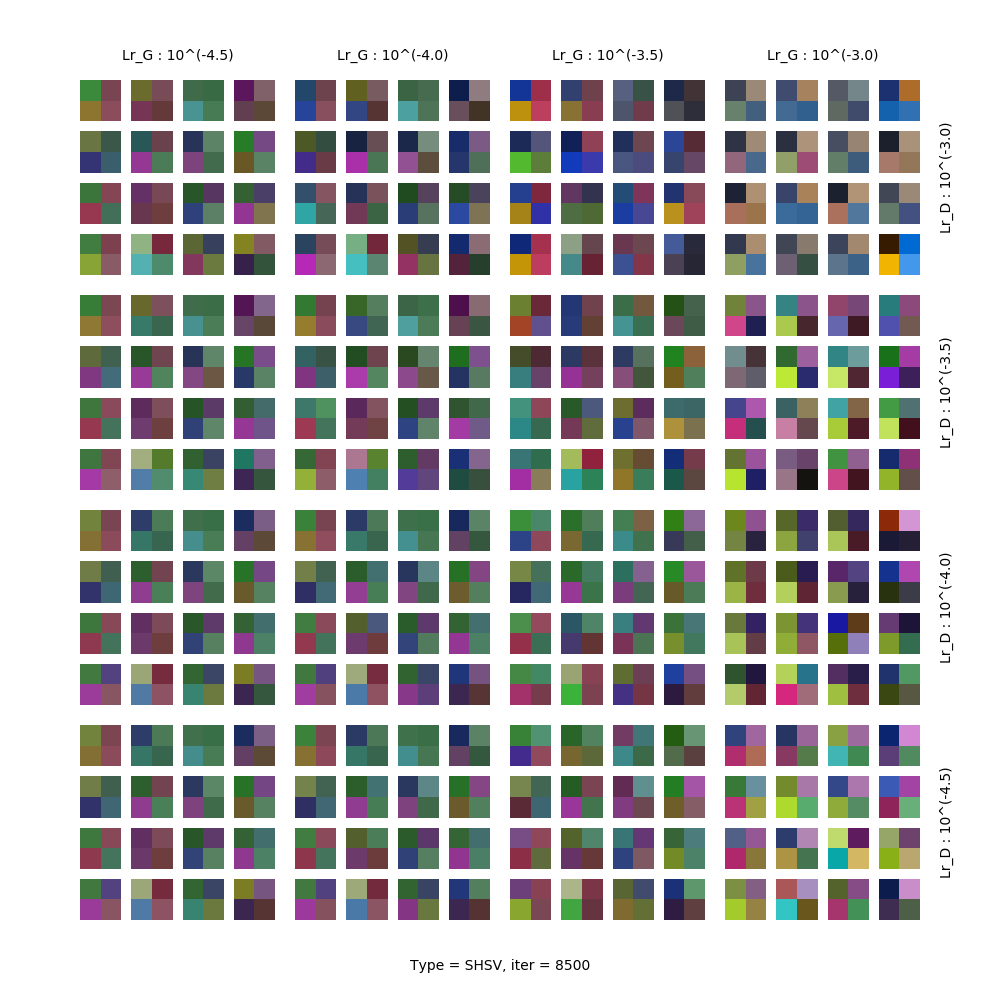 Lr_G : 10^(-4.5)
Lr_G : 10^(-4.0)
Lr_G : 10^(-3.5)
Lr_G : 10^(-3.0)
Lr_D : 10^(-3.0)
Lr_D : 10^(-3.5)
Lr_D : 10^(-4.0)
Lr_D : 10^(-4.5)
Type = SHSV, iter = 8500